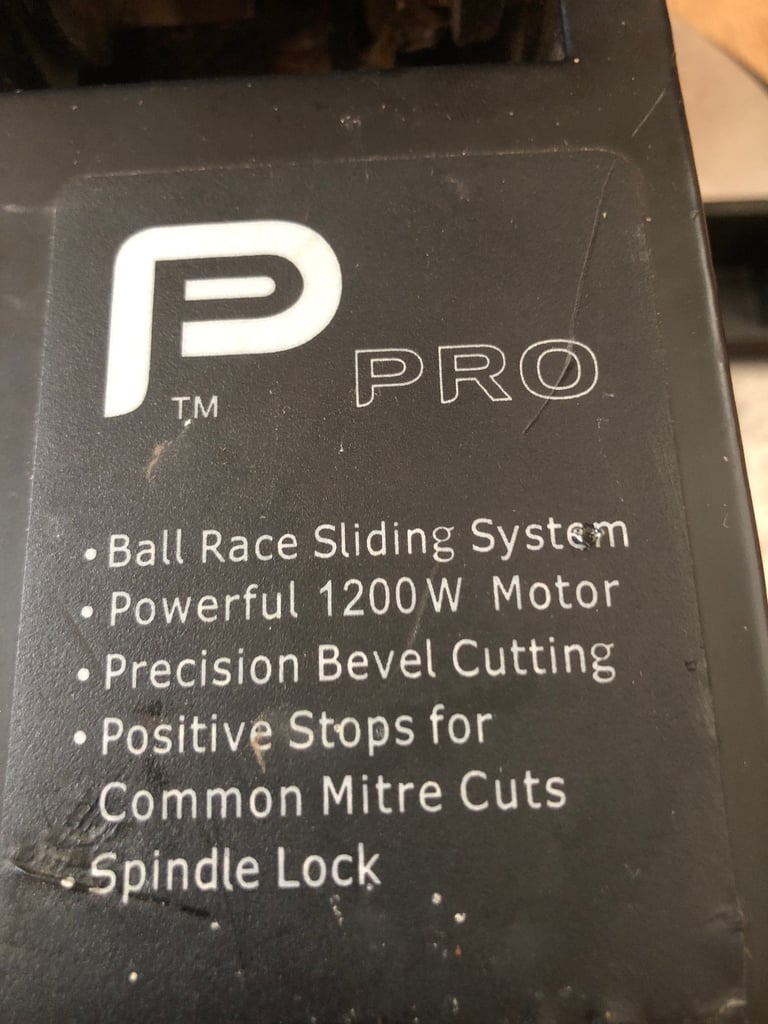 P
TM
PRO
• Ball Race Sliding System
• Powerful 1200W Motor
• Precision Bevel Cutting
• Positive Stops for
Common Mitre Cuts
• Spindle Lock